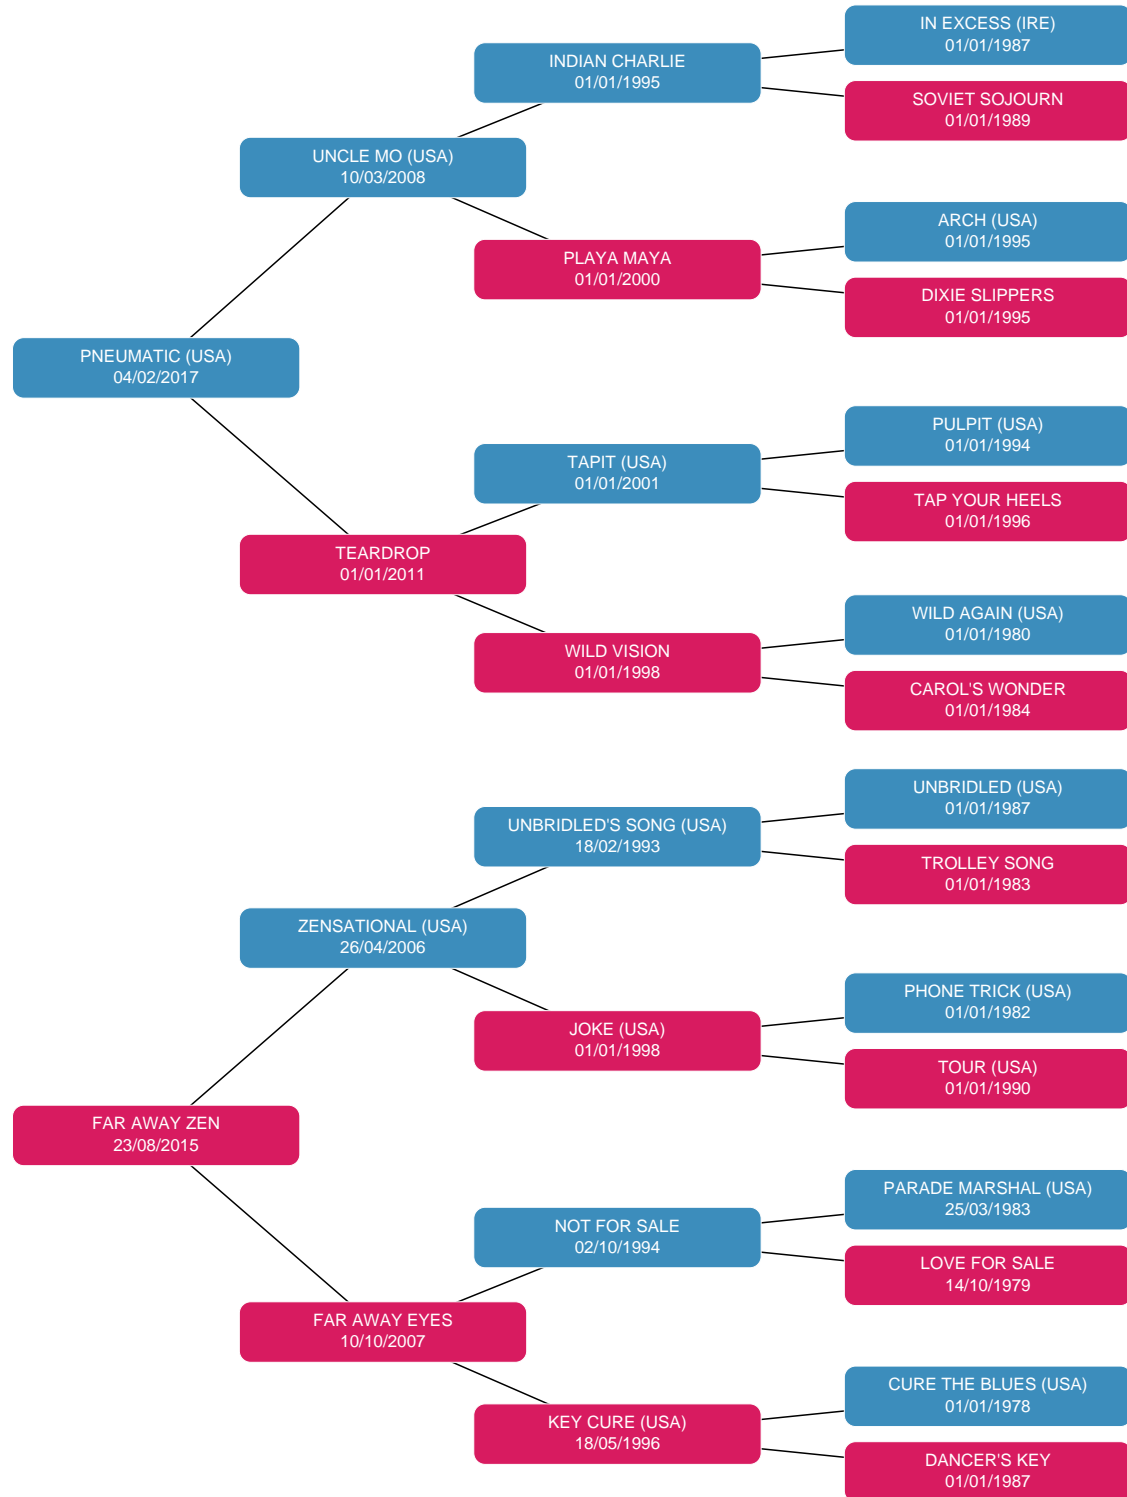 IN EXCESS (IRE)
01/01/1987
INDIAN CHARLIE
01/01/1995
SOVIET SOJOURN
01/01/1989
UNCLE MO (USA)
10/03/2008
ARCH (USA)
01/01/1995
PLAYA MAYA
01/01/2000
DIXIE SLIPPERS
01/01/1995
PNEUMATIC (USA)
04/02/2017
PULPIT (USA)
01/01/1994
TAPIT (USA)
01/01/2001
TAP YOUR HEELS
01/01/1996
TEARDROP
01/01/2011
WILD AGAIN (USA)
01/01/1980
WILD VISION
01/01/1998
CAROL'S WONDER
01/01/1984
UNBRIDLED (USA)
01/01/1987
UNBRIDLED'S SONG (USA)
18/02/1993
TROLLEY SONG
01/01/1983
ZENSATIONAL (USA)
26/04/2006
PHONE TRICK (USA)
01/01/1982
JOKE (USA)
01/01/1998
TOUR (USA)
01/01/1990
FAR AWAY ZEN
23/08/2015
PARADE MARSHAL (USA)
25/03/1983
NOT FOR SALE
02/10/1994
LOVE FOR SALE
14/10/1979
FAR AWAY EYES
10/10/2007
CURE THE BLUES (USA)
01/01/1978
KEY CURE (USA)
18/05/1996
DANCER'S KEY
01/01/1987